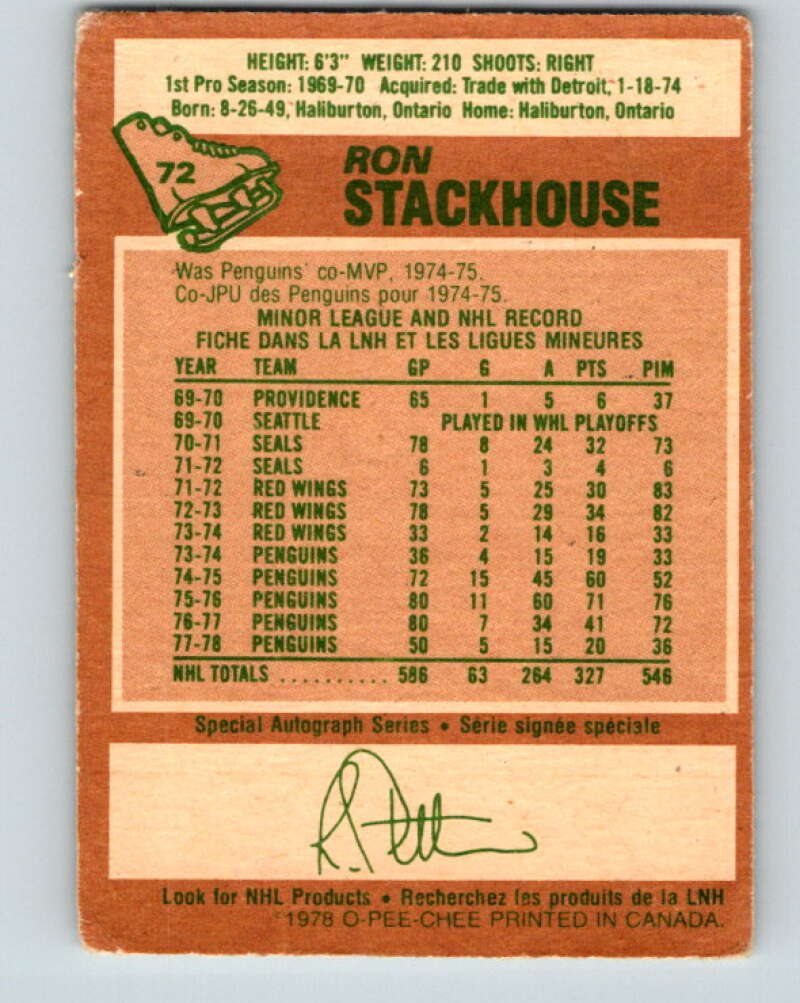 HEIGHT: 6'3" WEIGHT: 210 SHOOTS: RIGHT
1st Pro Season: 1969-70 Acquired: Trade with Detroit, 1-18-74
Born: 8-26-49, Haliburton, Ontario Home: Haliburton, Ontario
72
RON
STACKHOUSE
Was Penguins' co-MVP, 1974-75.
Co-JPU des Penguins pour 1974-75.
MINOR LEAGUE AND NHL RECORD
FICHE DANS LA LNH ET LES LIGUES MINEURES
YEAR TEAM GP G A PTS PIM
69-70 PROVIDENCE 65 1 5 6 37
69-70 SEATTLE PLAYED IN WHL PLAYOFFS
70-71 SEALS 78 8 24 32 73
71-72 SEALS 6 1 3 4 6
71-72 RED WINGS 73 5 25 30 83
72-73 RED WINGS 78 5 29 34 82
73-74 RED WINGS 33 2 14 16 33
73-74 PENGUINS 36 4 15 19 33
74-75 PENGUINS 72 15 45 60 52
75-76 PENGUINS 80 11 60 71 76
76-77 PENGUINS 80 7 34 41 72
77-78 PENGUINS 50 5 15 20 36
NHL TOTALS .......... 586 63 264 327 546
Special Autograph Series • Série signée spéciale
Look for NHL Products • Recherchez les produits de la LNH
©1978 O-PEE-CHEE PRINTED IN CANADA.